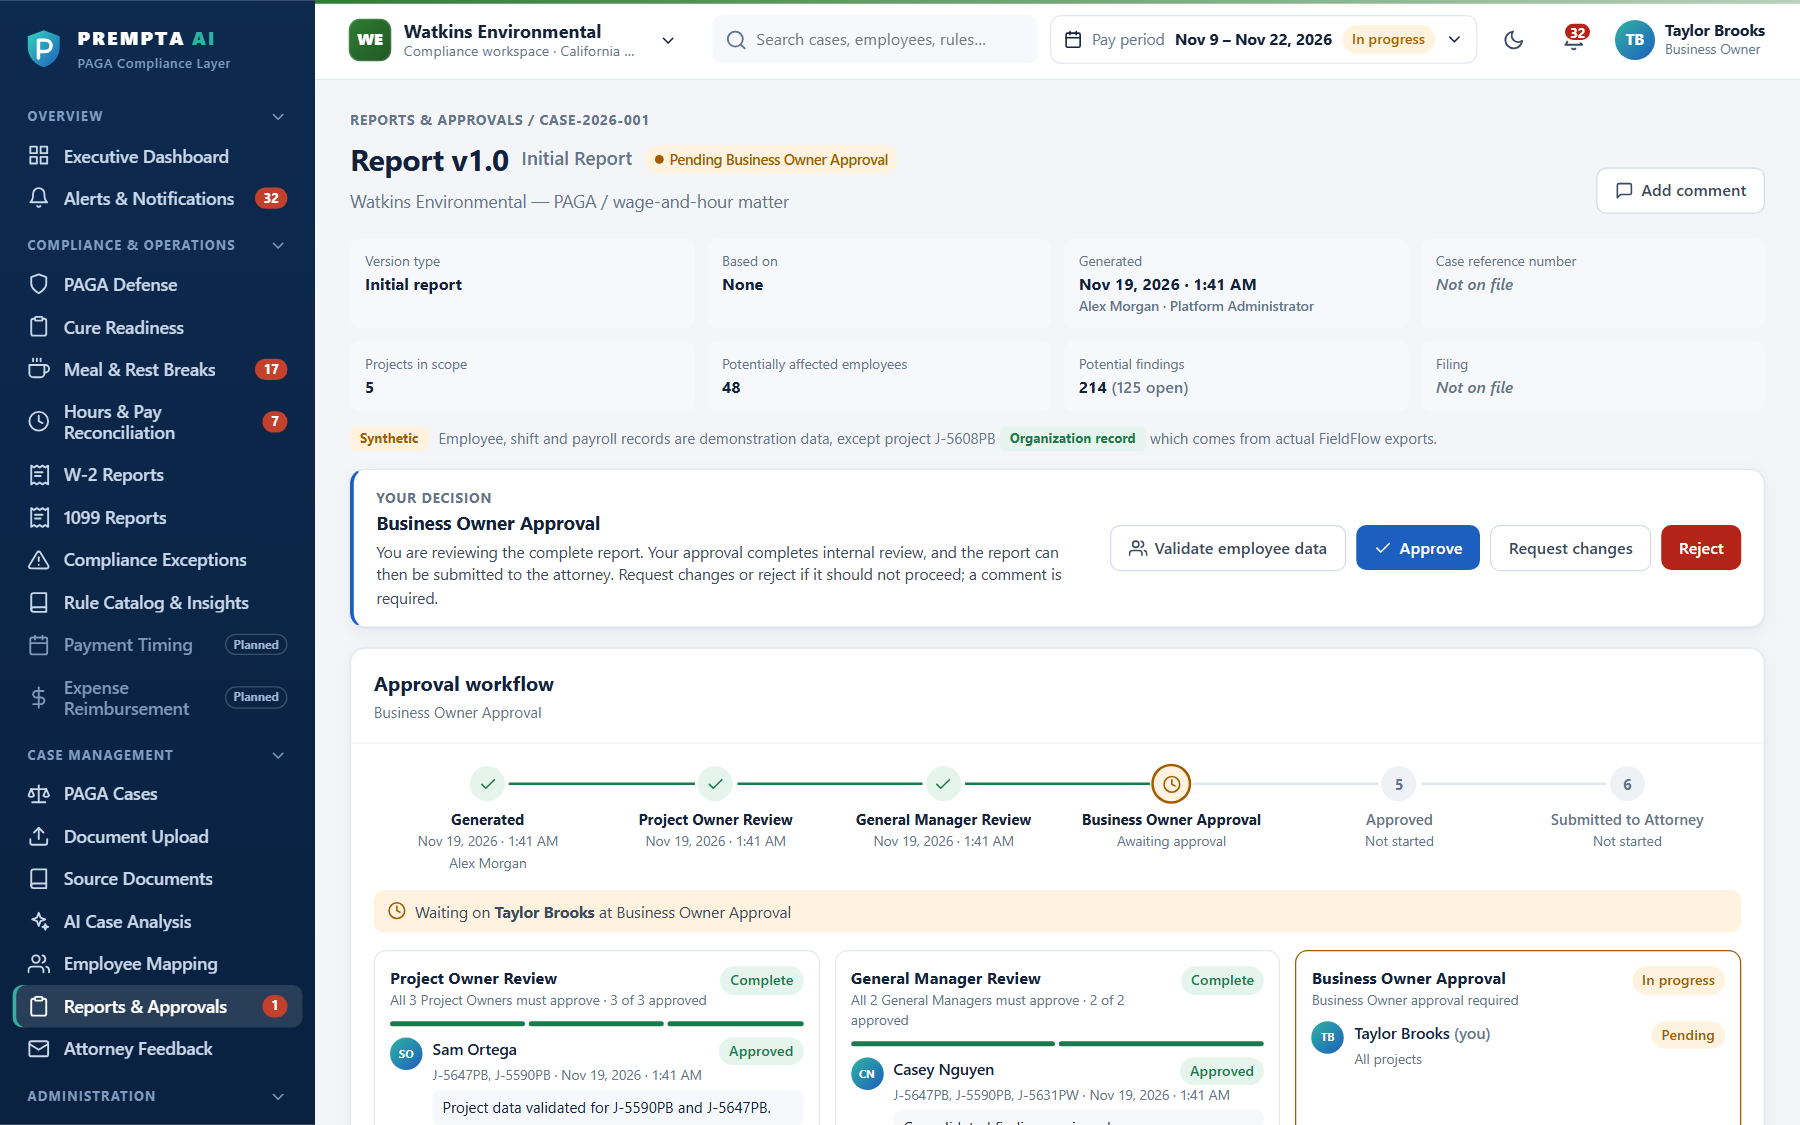 PREMPTA AI
PAGA Compliance Layer
OVERVIEW
Executive Dashboard
Alerts & Notifications 32
COMPLIANCE & OPERATIONS
PAGA Defense
Cure Readiness
Meal & Rest Breaks 17
Hours & Pay
Reconciliation 7
W-2 Reports
1099 Reports
Compliance Exceptions
Rule Catalog & Insights
Payment Timing Planned
Expense
Reimbursement Planned
CASE MANAGEMENT
PAGA Cases
Document Upload
Source Documents
AI Case Analysis
Employee Mapping
Reports & Approvals 1
Attorney Feedback
ADMINISTRATION
WE Watkins Environmental
Compliance workspace · California ...
Search cases, employees, rules...
Pay period Nov 9 – Nov 22, 2026 In progress
32
TB Taylor Brooks
Business Owner
REPORTS & APPROVALS / CASE-2026-001
Report v1.0 Initial Report Pending Business Owner Approval
Watkins Environmental — PAGA / wage-and-hour matter
Add comment
Version type
Initial report
Based on
None
Generated
Nov 19, 2026 · 1:41 AM
Alex Morgan · Platform Administrator
Case reference number
Not on file
Projects in scope
5
Potentially affected employees
48
Potential findings
214 (125 open)
Filing
Not on file
Synthetic Employee, shift and payroll records are demonstration data, except project J-5608PB Organization record which comes from actual FieldFlow exports.
YOUR DECISION
Business Owner Approval
You are reviewing the complete report. Your approval completes internal review, and the report can
then be submitted to the attorney. Request changes or reject if it should not proceed; a comment is
required.
Validate employee data
Approve
Request changes
Reject
Approval workflow
Business Owner Approval
Generated
Nov 19, 2026 · 1:41 AM
Alex Morgan
Project Owner Review
Nov 19, 2026 · 1:41 AM
General Manager Review
Nov 19, 2026 · 1:41 AM
Business Owner Approval
Awaiting approval
5
Approved
Not started
6
Submitted to Attorney
Not started
Waiting on Taylor Brooks at Business Owner Approval
Project Owner Review Complete
All 3 Project Owners must approve · 3 of 3 approved
SO Sam Ortega Approved
J-5647PB, J-5590PB · Nov 19, 2026 · 1:41 AM
Project data validated for J-5590PB and J-5647PB.
General Manager Review Complete
All 2 General Managers must approve · 2 of 2
approved
CN Casey Nguyen Approved
J-5647PB, J-5590PB, J-5631PW · Nov 19, 2026 · 1:41 AM
Business Owner Approval In progress
Business Owner approval required
TB Taylor Brooks (you) Pending
All projects